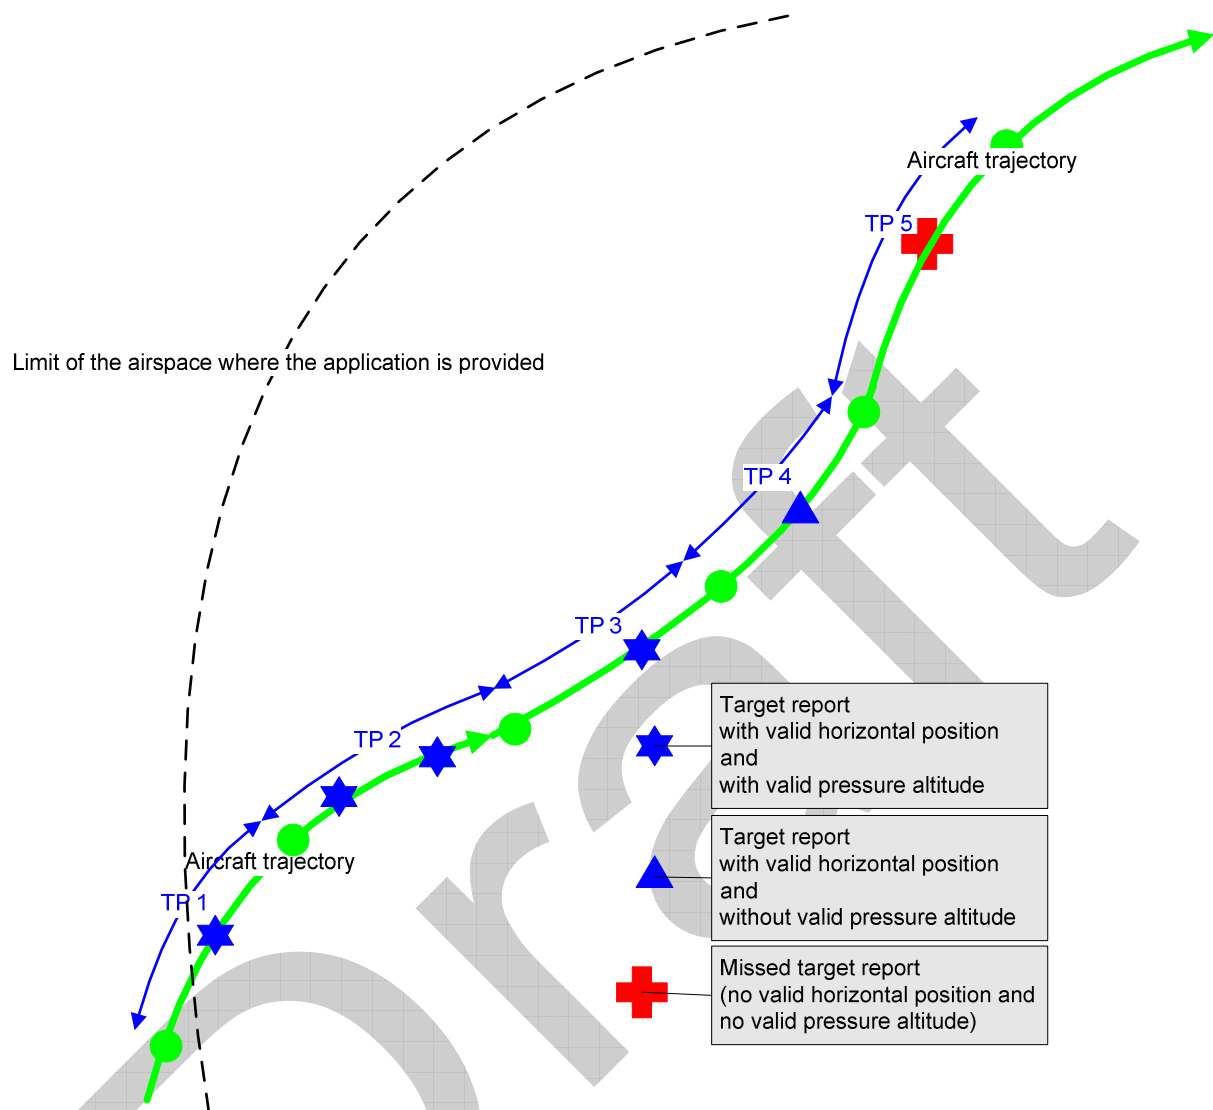 Aircraft trajectory
TP 5
Limit of the airspace where the application is provided
TP 4
TP 3
TP 2
Aircraft trajectory
TP 1
Target report
with valid horizontal position
and
with valid pressure altitude
Target report
with valid horizontal position
and
without valid pressure altitude
Missed target report
(no valid horizontal position and
no valid pressure altitude)
Draft